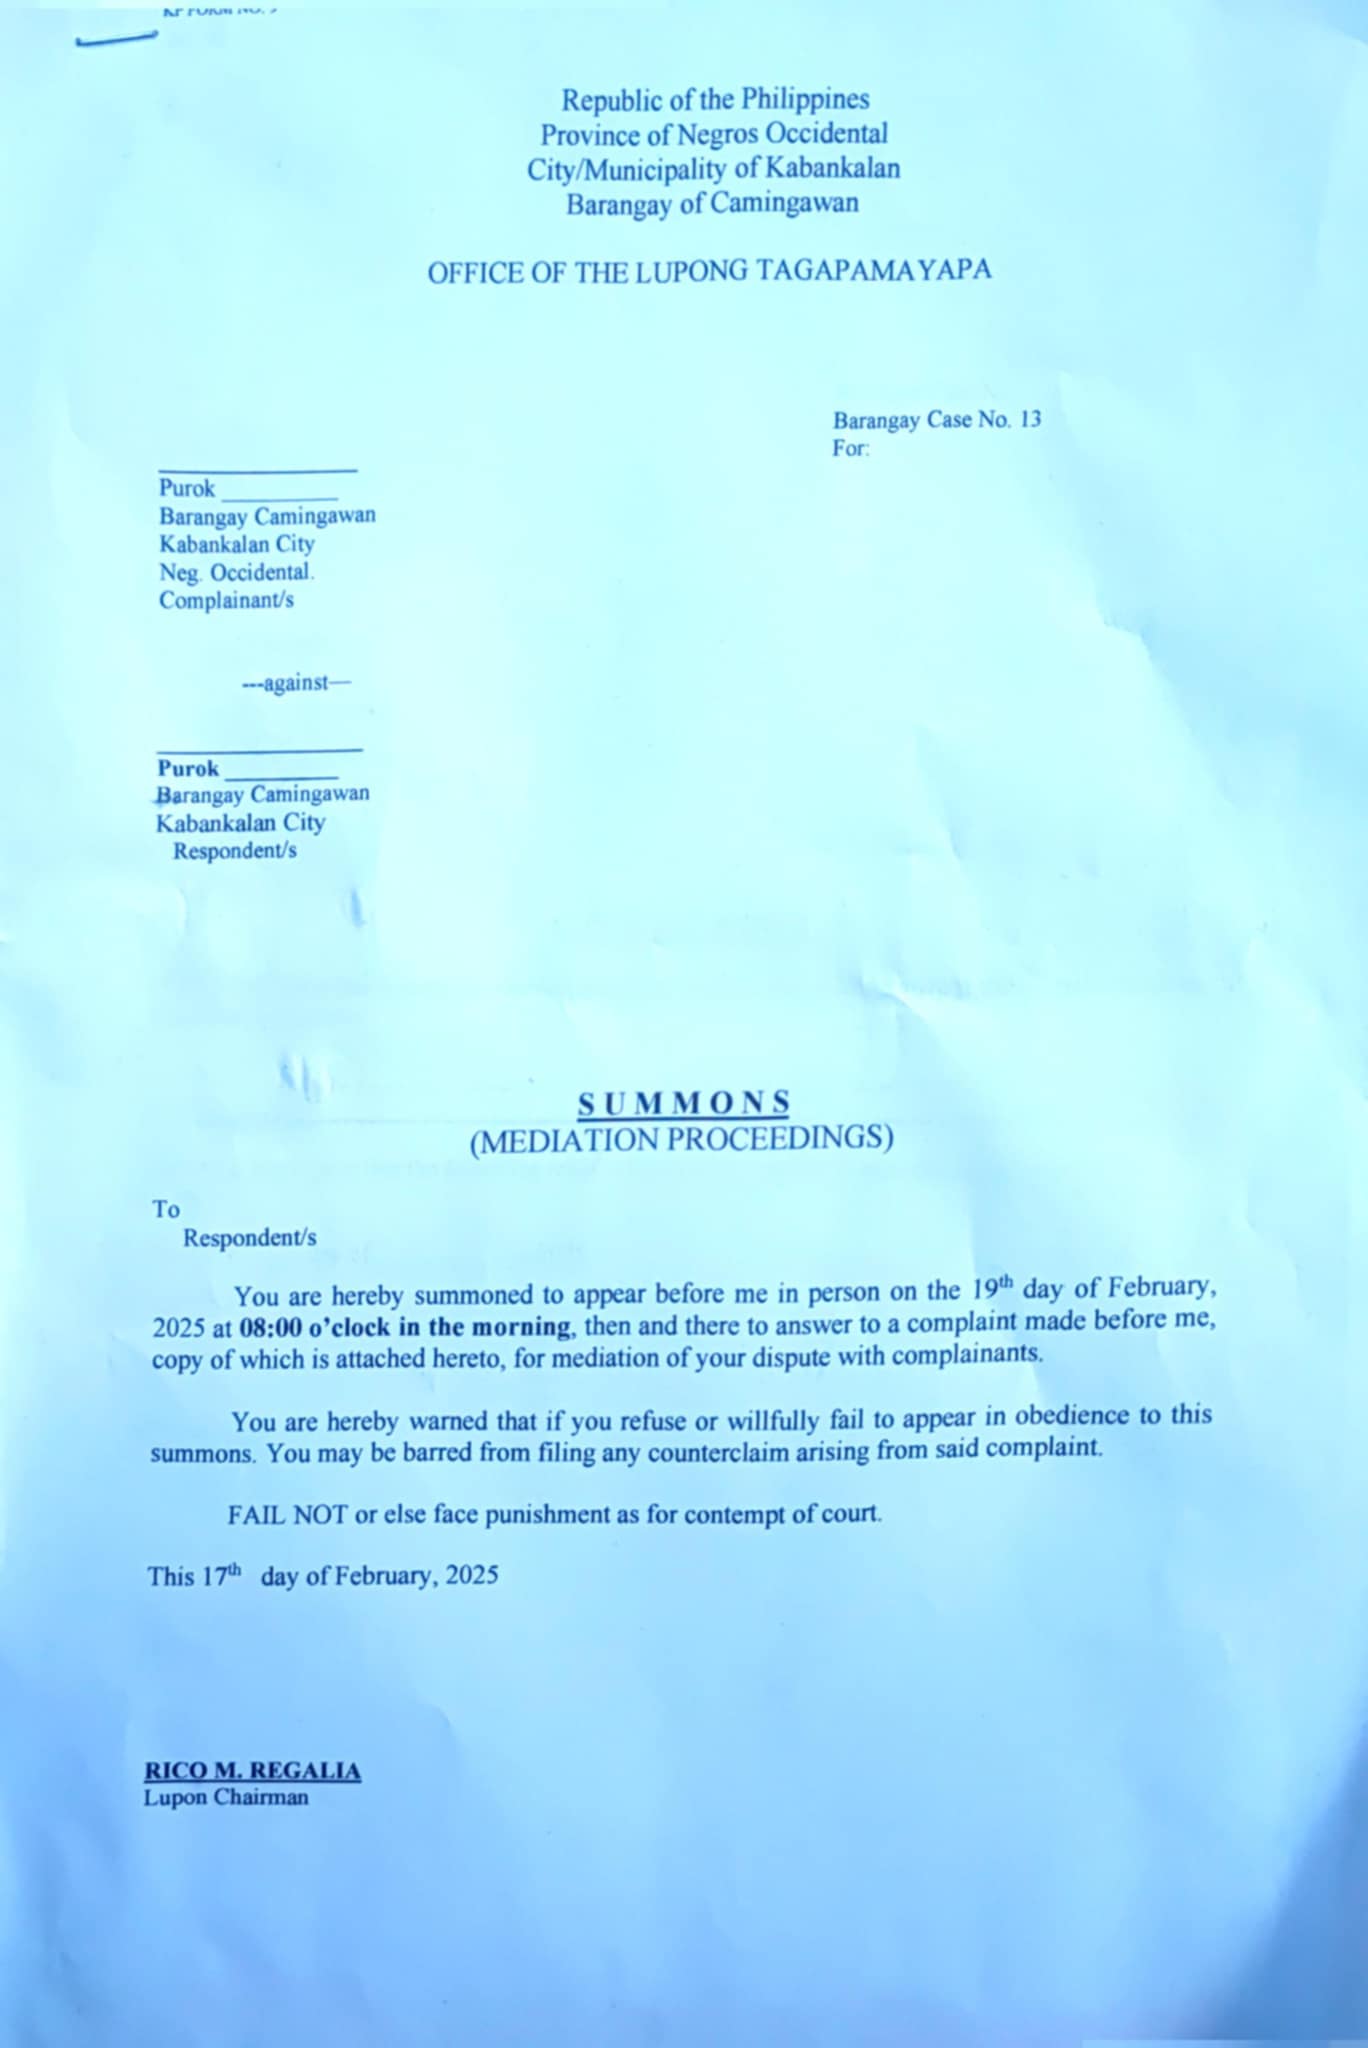 KP FORM NO. 9
Republic of the Philippines
Province of Negros Occidental
City/Municipality of Kabankalan
Barangay of Camingawan
OFFICE OF THE LUPONG TAGAPAMAYAPA
Barangay Case No. 13
For:
Purok __________
Barangay Camingawan
Kabankalan City
Neg. Occidental.
Complainant/s
---against—
Purok __________
Barangay Camingawan
Kabankalan City
Respondent/s
SUMMONS
(MEDIATION PROCEEDINGS)
To
Respondent/s
You are hereby summoned to appear before me in person on the 19th day of February,
2025 at 08:00 o’clock in the morning, then and there to answer to a complaint made before me,
copy of which is attached hereto, for mediation of your dispute with complainants.
You are hereby warned that if you refuse or willfully fail to appear in obedience to this
summons. You may be barred from filing any counterclaim arising from said complaint.
FAIL NOT or else face punishment as for contempt of court.
This 17th day of February, 2025
RICO M. REGALIA
Lupon Chairman